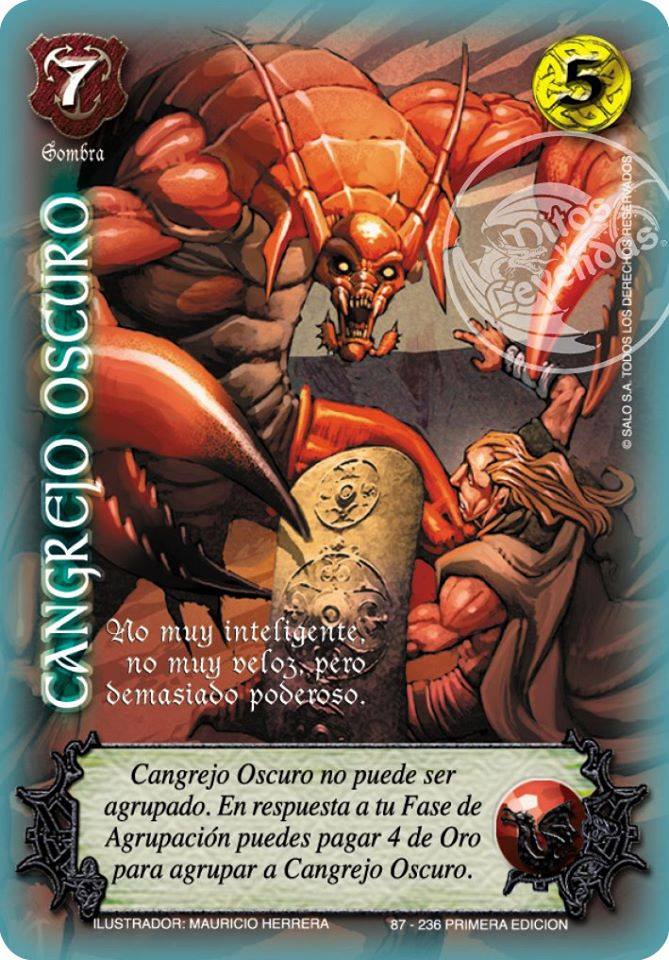 7
5
Sombra
CANGREJO OSCURO
Mitos
y
Leyendas
®
© SALO S.A. TODOS LOS DERECHOS RESERVADOS
No muy inteligente,
no muy veloz, pero
demasiado poderoso.
Cangrejo Oscuro no puede ser
agrupado. En respuesta a tu Fase de
Agrupación puedes pagar 4 de Oro
para agrupar a Cangrejo Oscuro.
ILUSTRADOR: MAURICIO HERRERA 87 - 236 PRIMERA EDICION